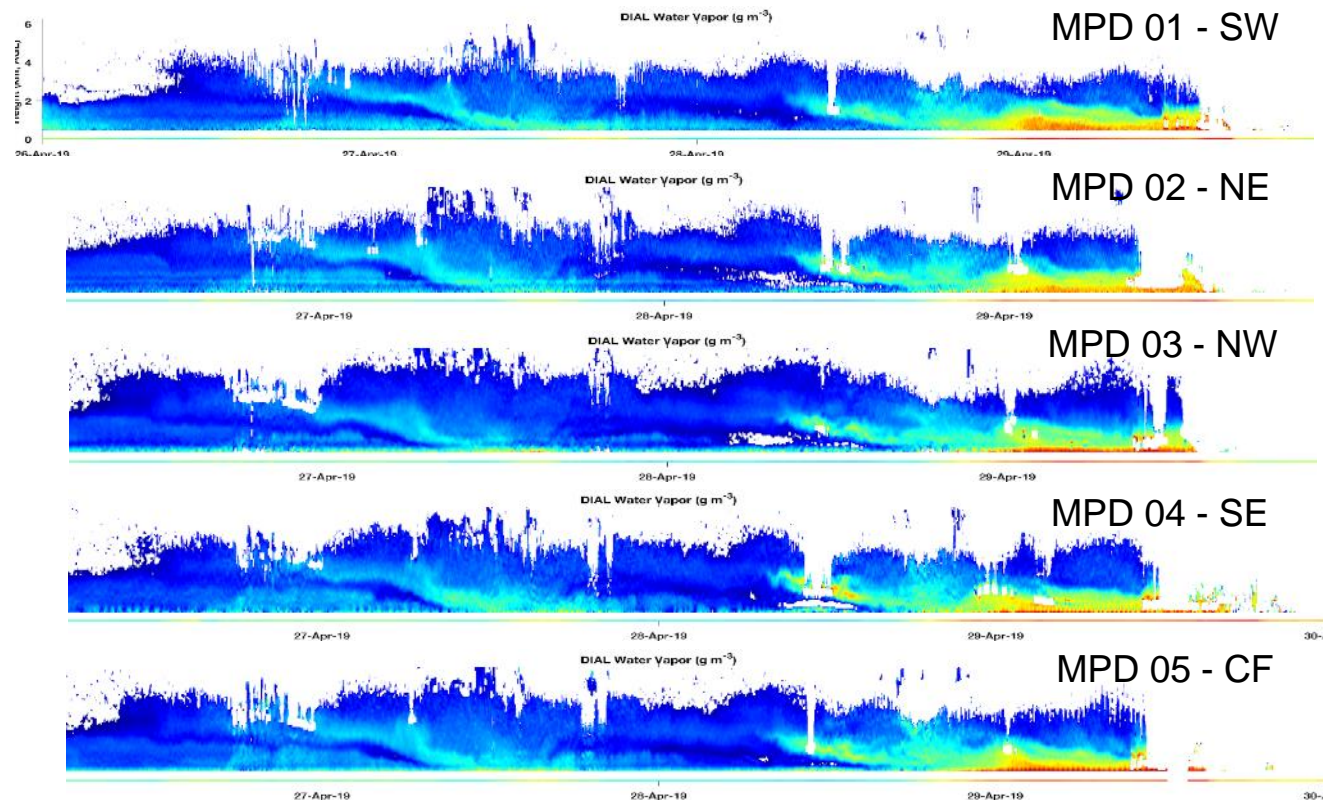 DIAL Water Vapor (g m⁻³)
MPD 01 - SW
6
4
2
0
26-Apr-19 27-Apr-19 28-Apr-19 29-Apr-19
DIAL Water Vapor (g m⁻³)
MPD 02 - NE
27-Apr-19 28-Apr-19 29-Apr-19
DIAL Water Vapor (g m⁻³)
MPD 03 - NW
27-Apr-19 28-Apr-19 29-Apr-19
DIAL Water Vapor (g m⁻³)
MPD 04 - SE
27-Apr-19 28-Apr-19 29-Apr-19 30-
DIAL Water Vapor (g m⁻³)
MPD 05 - CF
27-Apr-19 28-Apr-19 29-Apr-19 30-